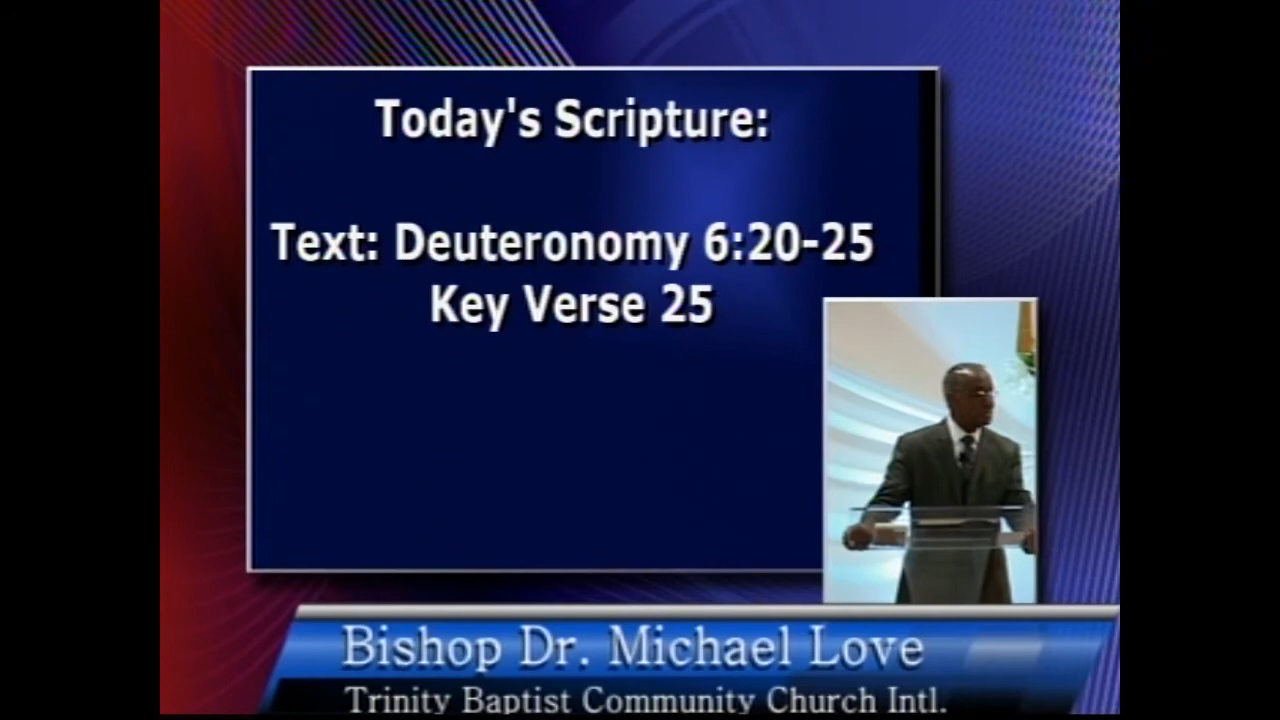 Today's Scripture:
Text: Deuteronomy 6:20-25
Key Verse 25
Bishop Dr. Michael Love
Trinity Baptist Community Church Intl.